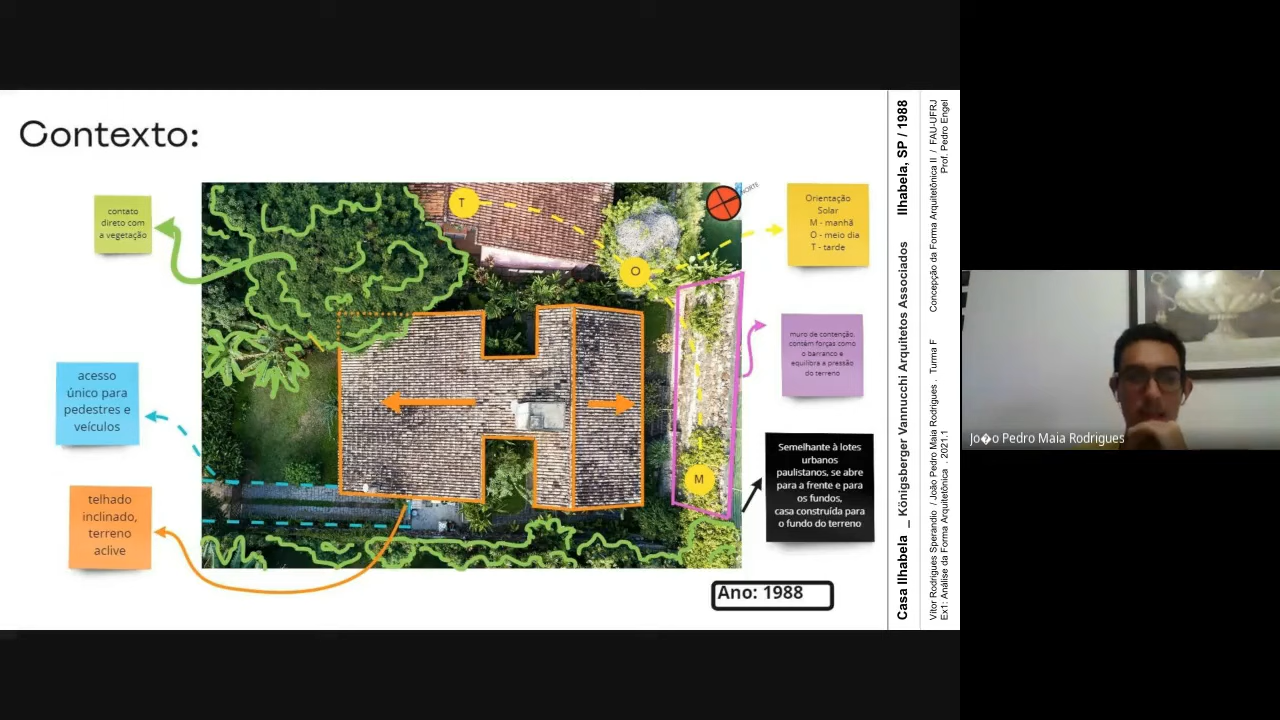 Contexto:
contato
direto com
a vegetação
acesso
único para
pedestres e
veículos
telhado
inclinado,
terreno
aclive
T
O
M
NORTE
Orientação
Solar
M - manhã
O - meio dia
T - tarde
muro de contenção,
contém forças como
o barranco e
equilibra a pressão
do terreno
Semelhante à lotes
urbanos
paulistanos, se abre
para a frente e para
os fundos,
casa construída para
o fundo do terreno
Ano: 1988
Casa Ilhabela _ Königsberger Vannucchi Arquitetos Associados Ilhabela, SP / 1988
Vitor Rodrigues Sperandio / João Pedro Maia Rodrigues . Turma F Concepção da Forma Arquitetônica II / FAU-UFRJ
Ex1: Análise da Forma Arquitetônica . 2021.1 Prof. Pedro Engel
Jo�o Pedro Maia Rodrigues